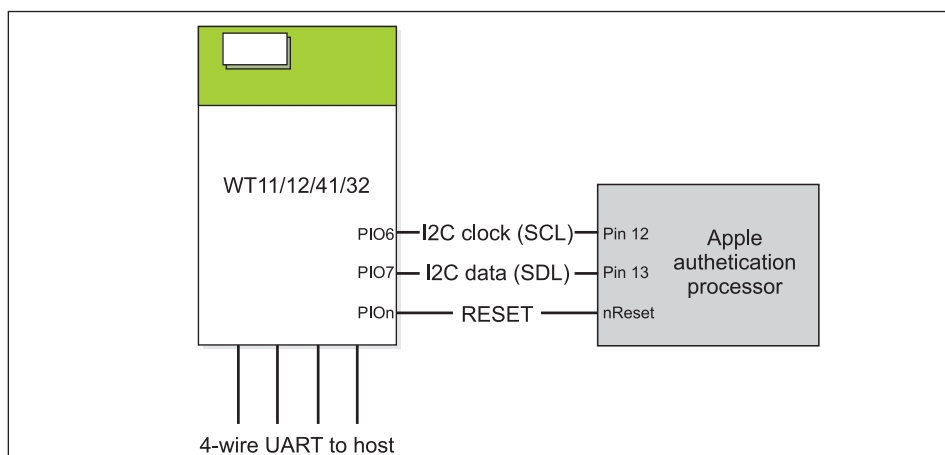 WT11/12/41/32
PIO6
I2C clock (SCL)
Pin 12
PIO7
I2C data (SDL)
Pin 13
PIOn
RESET
nReset
Apple
authetication
processor
4-wire UART to host